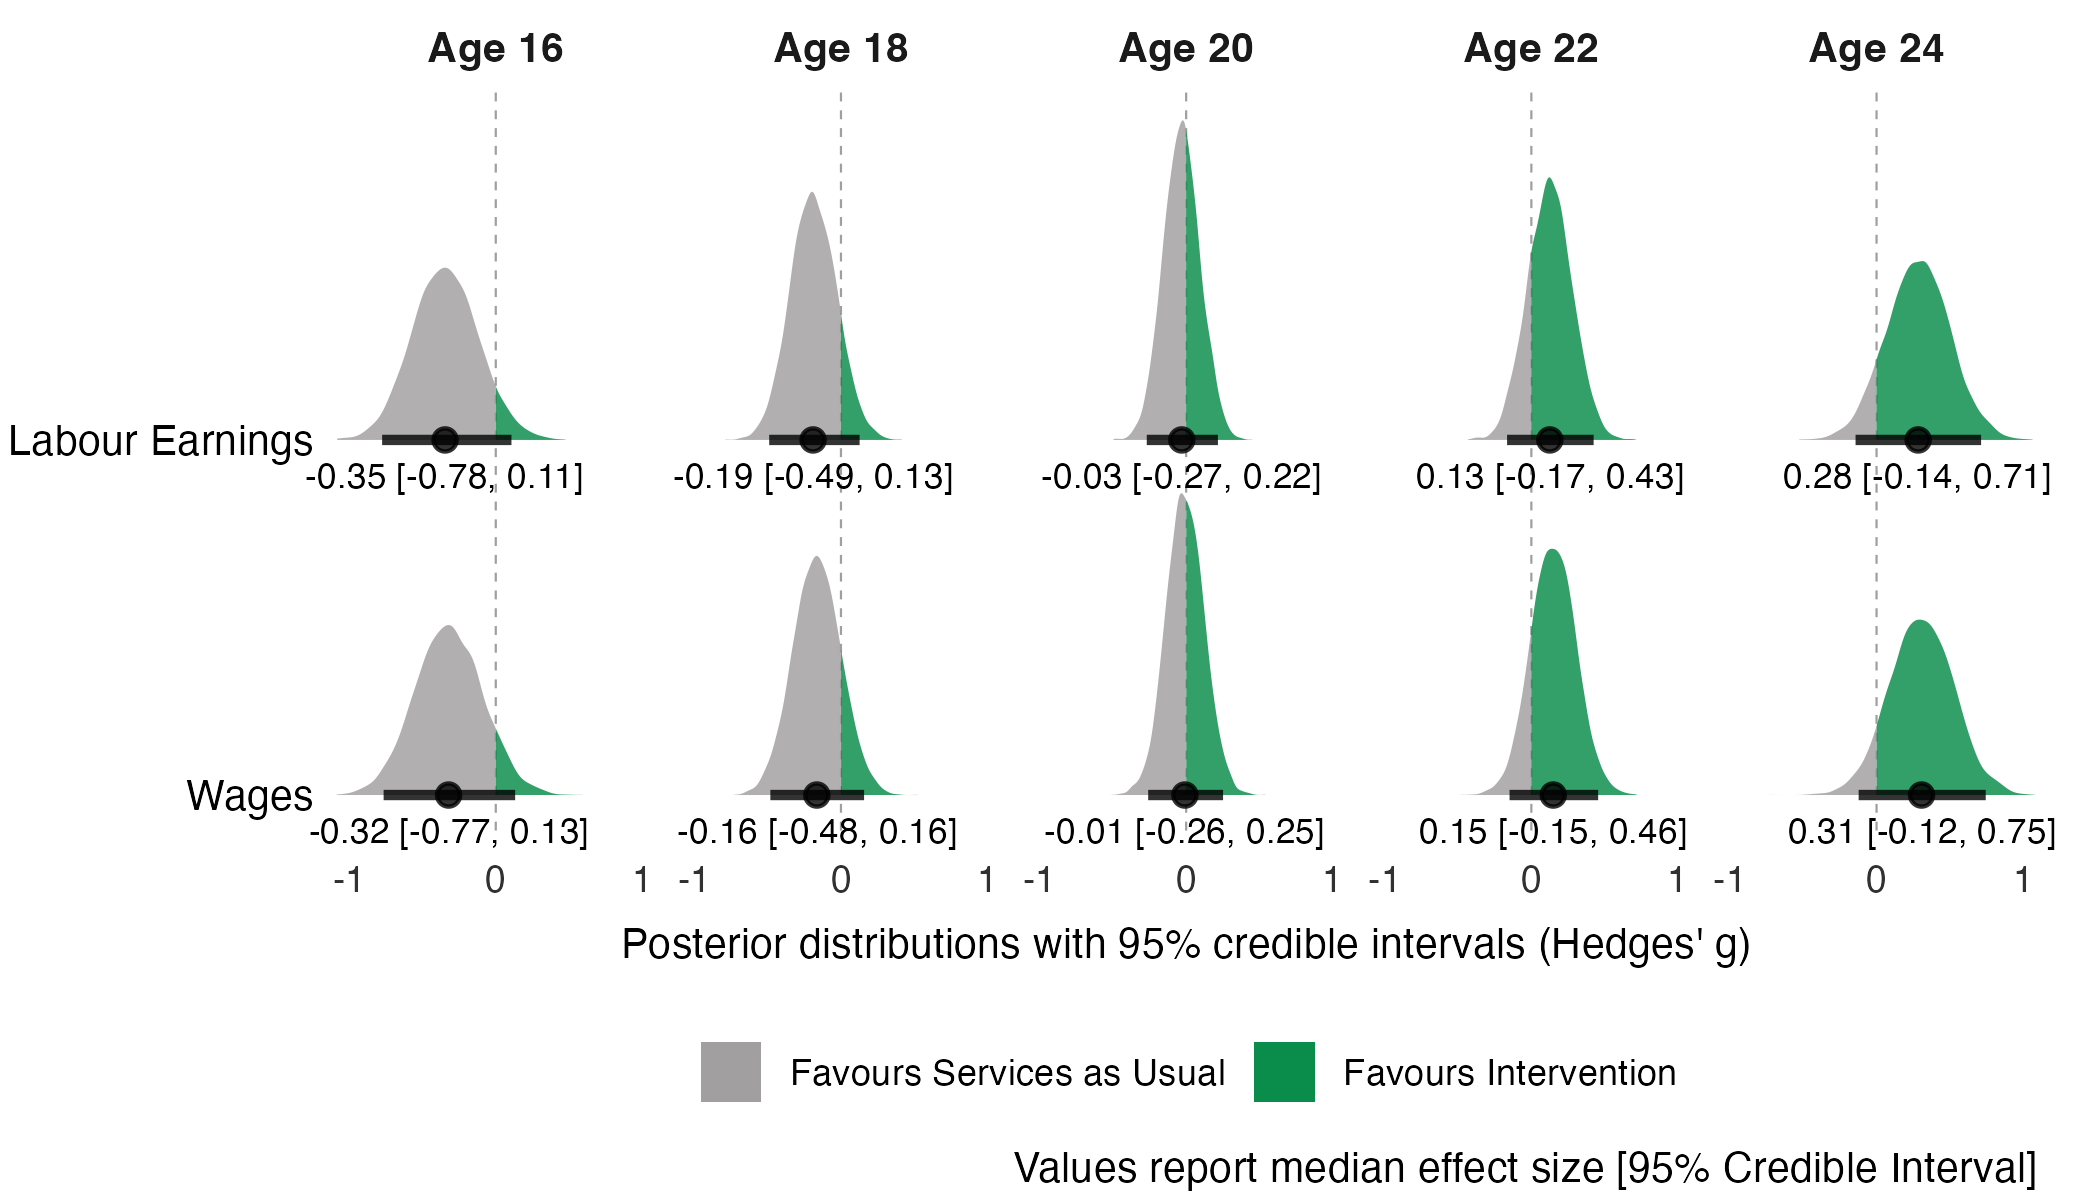 Age 16 Age 18 Age 20 Age 22 Age 24
Labour Earnings
-0.35 [-0.78, 0.11] -0.19 [-0.49, 0.13] -0.03 [-0.27, 0.22] 0.13 [-0.17, 0.43] 0.28 [-0.14, 0.71]
Wages
-0.32 [-0.77, 0.13] -0.16 [-0.48, 0.16] -0.01 [-0.26, 0.25] 0.15 [-0.15, 0.46] 0.31 [-0.12, 0.75]
-1 0 1 -1 0 1 -1 0 1 -1 0 1 -1 0 1
Posterior distributions with 95% credible intervals (Hedges' g)
Favours Services as Usual Favours Intervention
Values report median effect size [95% Credible Interval]